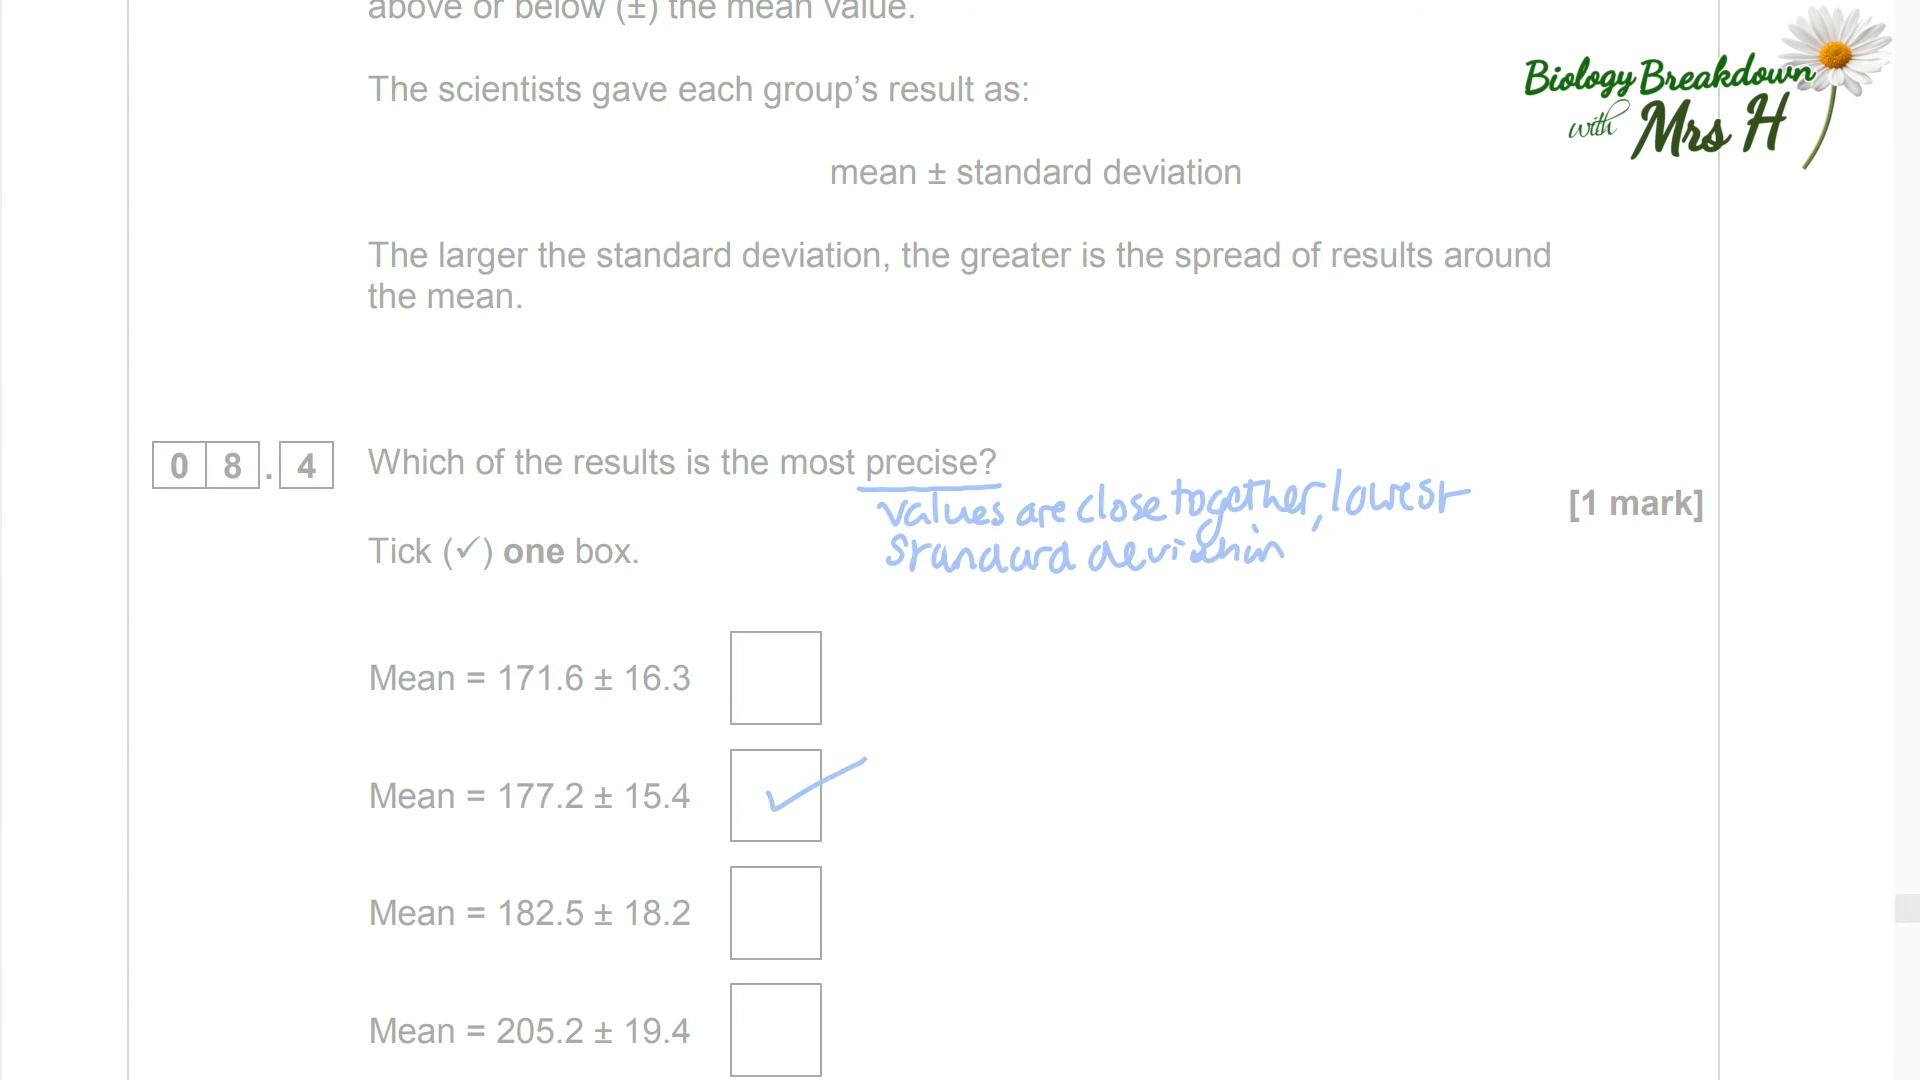 above or below (±) the mean value.
Biology Breakdown
with Mrs H
The scientists gave each group's result as:
mean ± standard deviation
The larger the standard deviation, the greater is the spread of results around
the mean.
0 8 . 4 Which of the results is the most precise?
values are close together, lowest
[1 mark]
standard deviation
Tick (✓) one box.
Mean = 171.6 ± 16.3
Mean = 177.2 ± 15.4 ✓
Mean = 182.5 ± 18.2
Mean = 205.2 ± 19.4